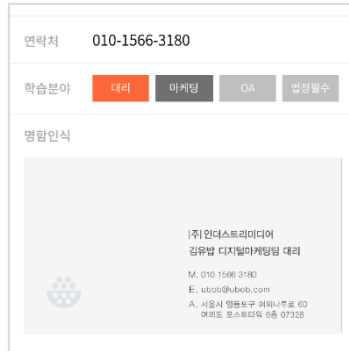 연락처 010-1566-3180
학습분야 대리 마케팅 OA 법정필수
명함인식
(주)인더스트리미디어
김유밥 디지털마케팅팀 대리
M. 010 1566 3180
E. ubob@ubob.com
A. 서울시 영등포구 여의나루로 60
여의도 포스트타워 6층 07328